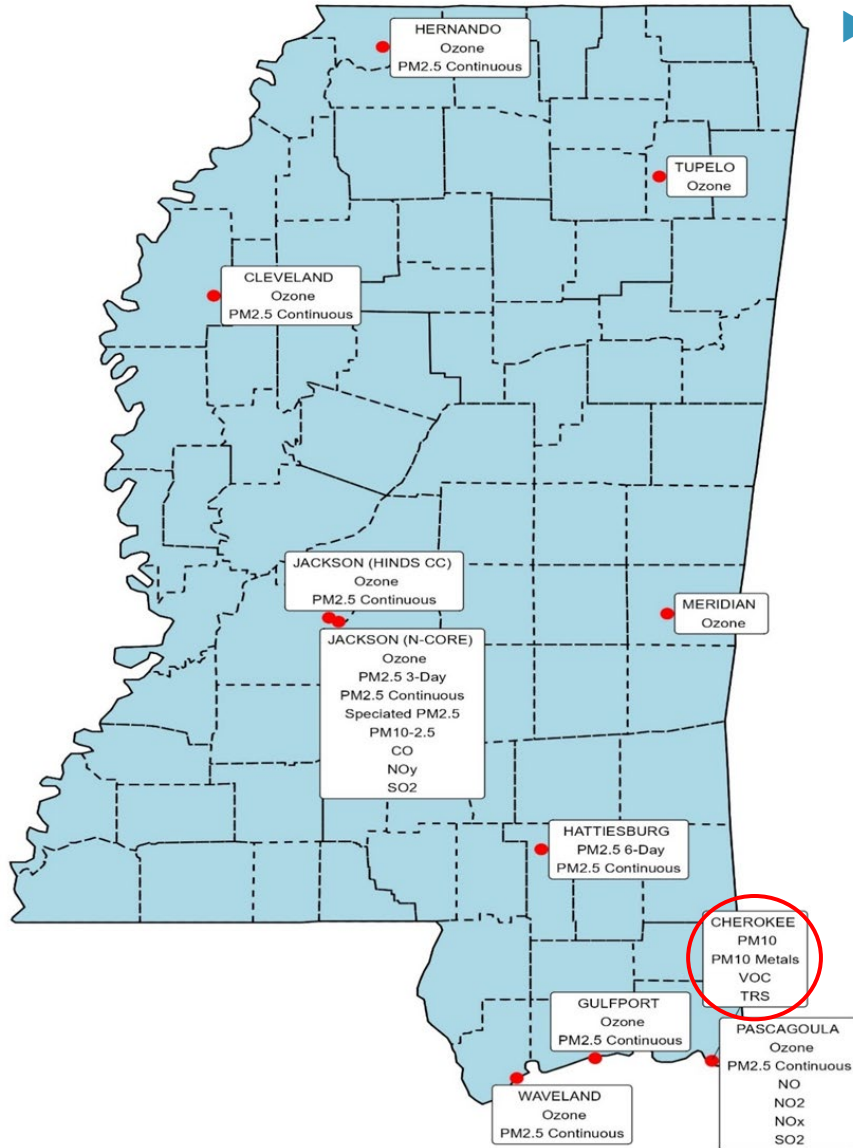 HERNANDO
Ozone
PM2.5 Continuous
TUPELO
Ozone
CLEVELAND
Ozone
PM2.5 Continuous
JACKSON (HINDS CC)
Ozone
PM2.5 Continuous
MERIDIAN
Ozone
JACKSON (N-CORE)
Ozone
PM2.5 3-Day
PM2.5 Continuous
Speciated PM2.5
PM10-2.5
CO
NOy
SO2
HATTIESBURG
PM2.5 6-Day
PM2.5 Continuous
CHEROKEE
PM10
PM10 Metals
VOC
TRS
GULFPORT
Ozone
PM2.5 Continuous
PASCAGOULA
Ozone
PM2.5 Continuous
NO
NO2
NOx
SO2
WAVELAND
Ozone
PM2.5 Continuous